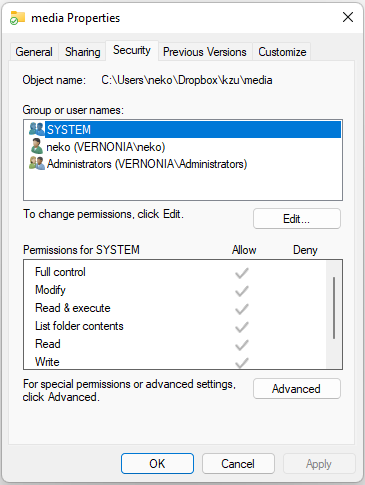 media Properties
General Sharing Security Previous Versions Customize
Object name: C:\Users\neko\Dropbox\kzu\media
Group or user names:
SYSTEM
neko (VERNONIA\neko)
Administrators (VERNONIA\Administrators)
To change permissions, click Edit.
Edit...
Permissions for SYSTEM Allow Deny
Full control
Modify
Read & execute
List folder contents
Read
Write
For special permissions or advanced settings,
click Advanced.
Advanced
OK Cancel Apply